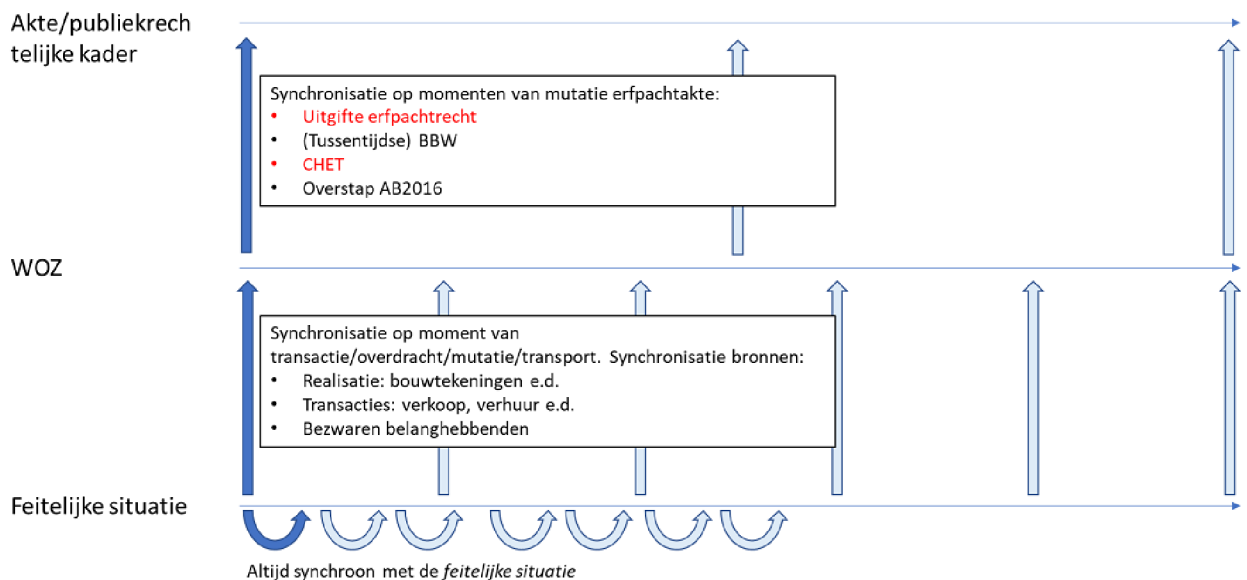 Akte/publiekrech
telijke kader
Synchronisatie op momenten van mutatie erfpachtakte:
• Uitgifte erfpachtrecht
• (Tussentijdse) BBW
• CHET
• Overstap AB2016
WOZ
Synchronisatie op moment van
transactie/overdracht/mutatie/transport. Synchronisatie bronnen:
• Realisatie: bouwtekeningen e.d.
• Transacties: verkoop, verhuur e.d.
• Bezwaren belanghebbenden
Feitelijke situatie
Altijd synchroon met de feitelijke situatie